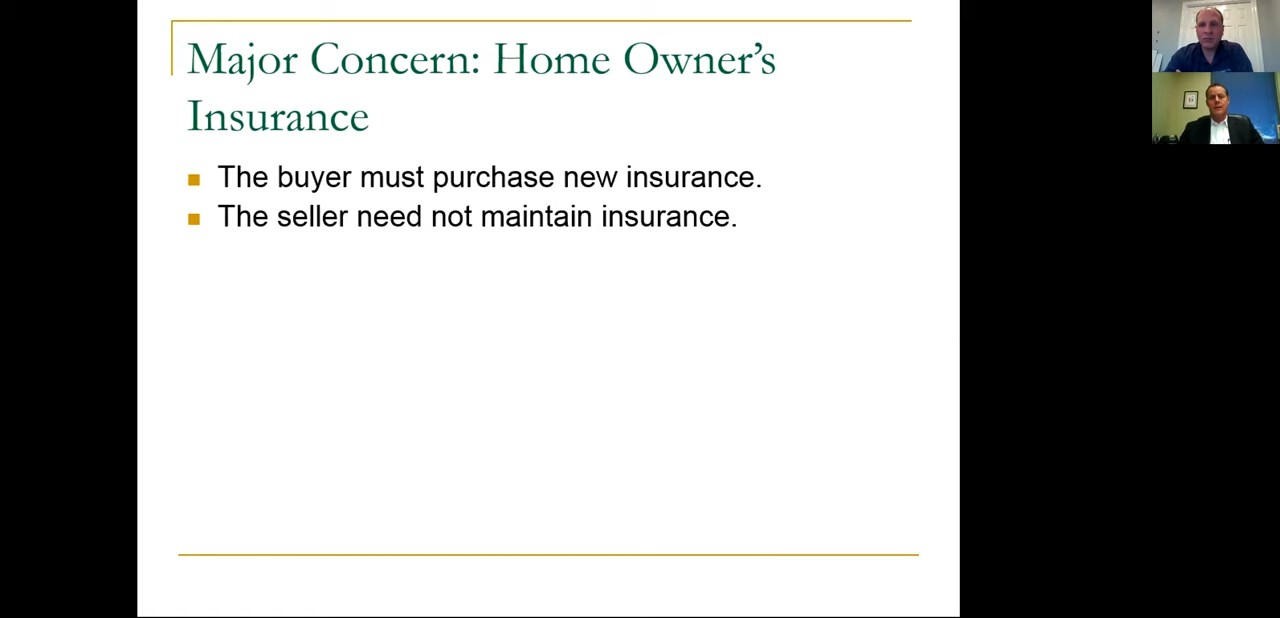 Major Concern: Home Owner’s
Insurance
The buyer must purchase new insurance.
The seller need not maintain insurance.